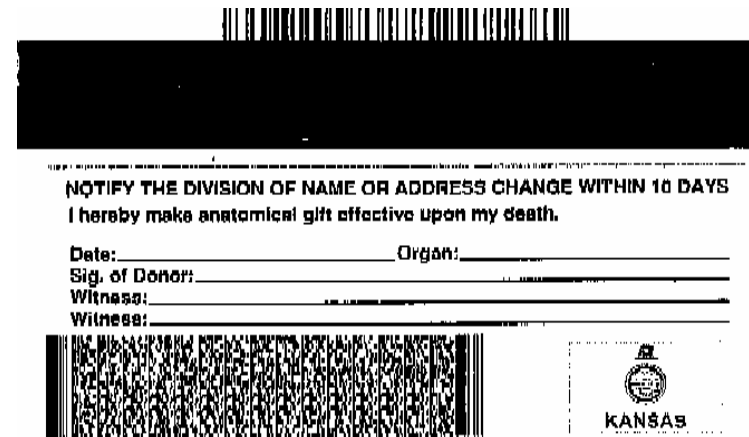 NOTIFY THE DIVISION OF NAME OR ADDRESS CHANGE WITHIN 10 DAYS
I hereby make anatomical gift effective upon my death.
Date: Organ:
Sig. of Donor:
Witness:
Witness:
KANSAS